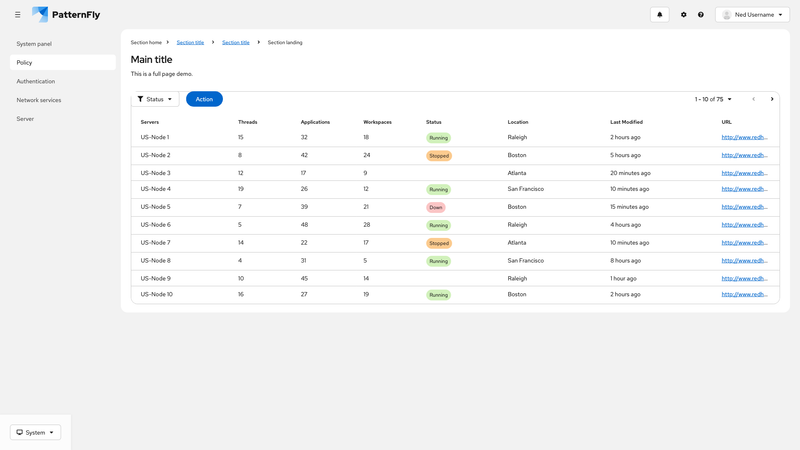 PatternFly
Ned Username
System panel
Policy
Authentication
Network services
Server
Section home Section title Section title Section landing
Main title
This is a full page demo.
Status Action 1 - 10 of 75
Servers Threads Applications Workspaces Status Location Last Modified URL
US-Node 1 15 32 18 Running Raleigh 2 hours ago http://www.redh...
US-Node 2 8 42 24 Stopped Boston 5 hours ago http://www.redh...
US-Node 3 12 17 9 Atlanta 20 minutes ago http://www.redh...
US-Node 4 19 26 12 Running San Francisco 10 minutes ago http://www.redh...
US-Node 5 7 39 21 Down Boston 15 minutes ago http://www.redh...
US-Node 6 5 48 28 Running Raleigh 4 hours ago http://www.redh...
US-Node 7 14 22 17 Stopped Atlanta 10 minutes ago http://www.redh...
US-Node 8 4 31 5 Running San Francisco 8 hours ago http://www.redh...
US-Node 9 10 45 14 Raleigh 1 hour ago http://www.redh...
US-Node 10 16 27 19 Running Boston 2 hours ago http://www.redh...
System